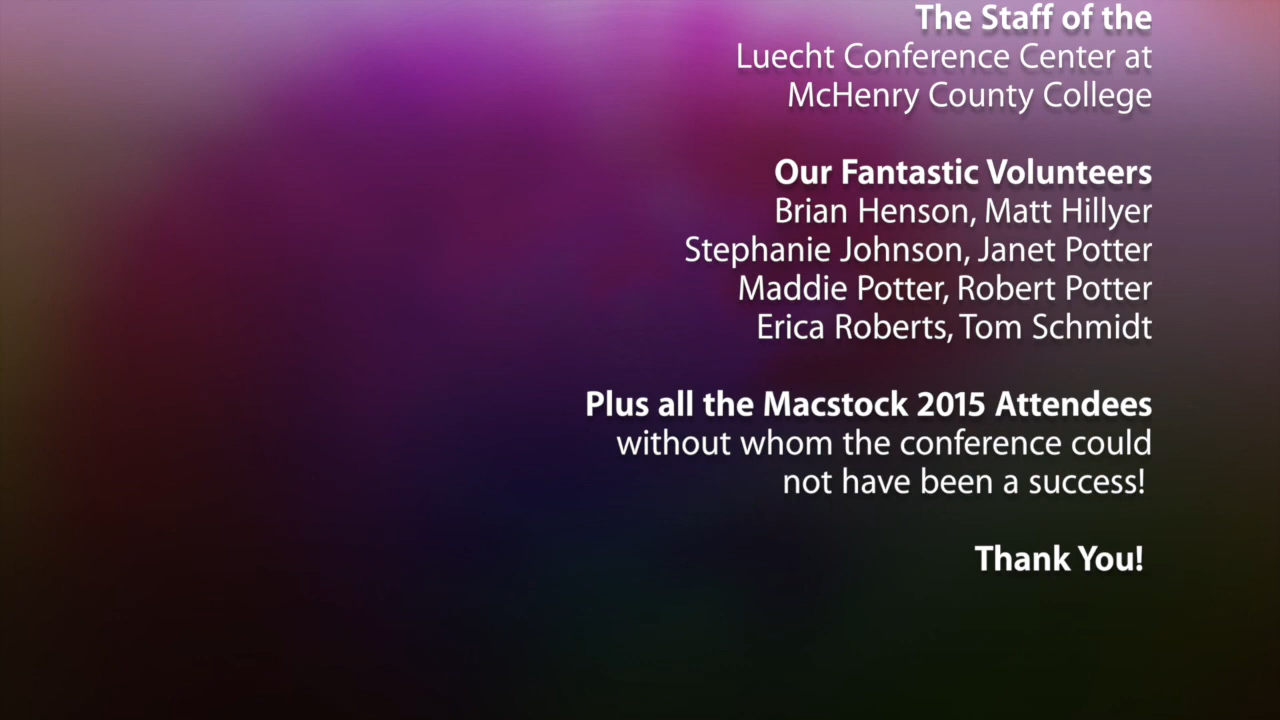 The Staff of the
Luecht Conference Center at
McHenry County College
Our Fantastic Volunteers
Brian Henson, Matt Hillyer
Stephanie Johnson, Janet Potter
Maddie Potter, Robert Potter
Erica Roberts, Tom Schmidt
Plus all the Macstock 2015 Attendees
without whom the conference could
not have been a success!
Thank You!